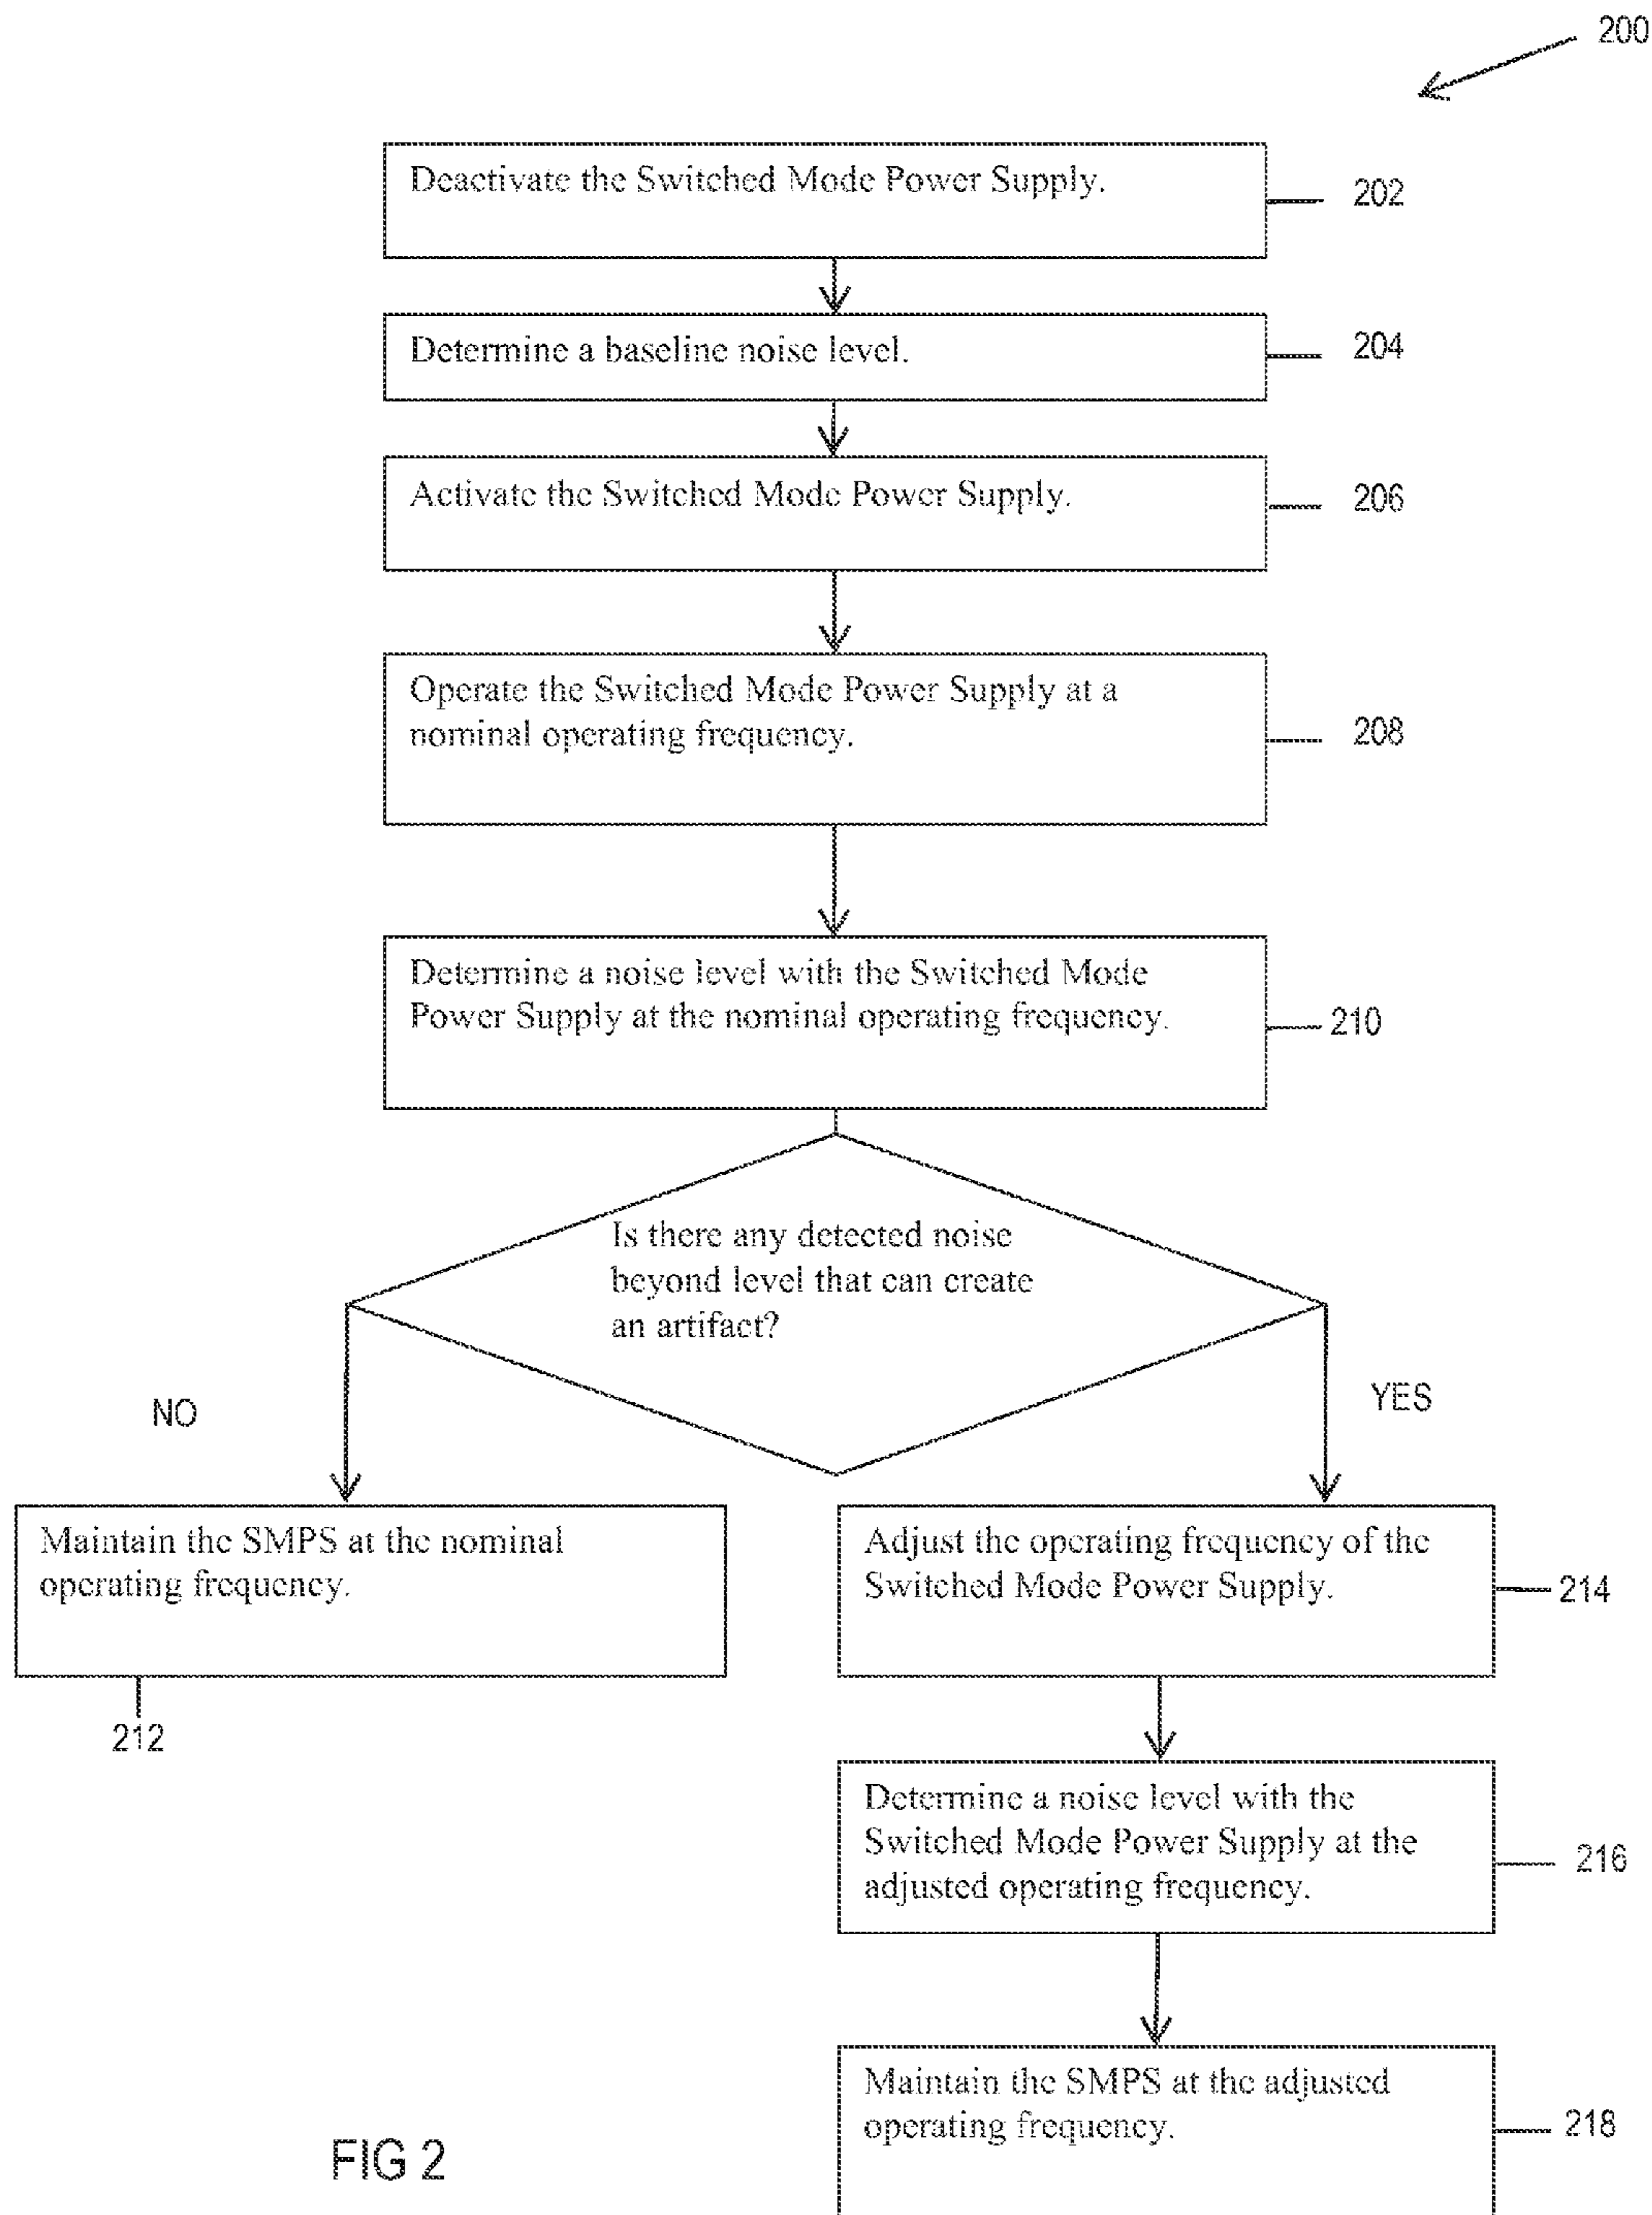 200
Deactivate the Switched Mode Power Supply.
202
Determine a baseline noise level.
204
Activate the Switched Mode Power Supply.
206
Operate the Switched Mode Power Supply at a
nominal operating frequency.
208
Determine a noise level with the Switched Mode
Power Supply at the nominal operating frequency.
210
Is there any detected noise
beyond level that can create
an artifact?
NO
YES
Maintain the SMPS at the nominal
operating frequency.
212
Adjust the operating frequency of the
Switched Mode Power Supply.
214
Determine a noise level with the
Switched Mode Power Supply at the
adjusted operating frequency.
216
Maintain the SMPS at the adjusted
operating frequency.
218
FIG 2